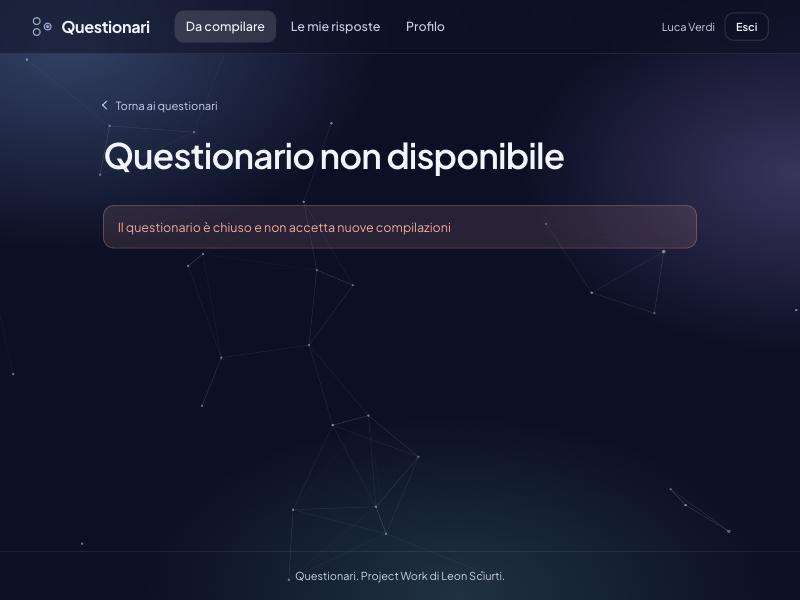 Questionari
Da compilare
Le mie risposte
Profilo
Luca Verdi
Esci
Torna ai questionari
Questionario non disponibile
Il questionario è chiuso e non accetta nuove compilazioni
Questionari. Project Work di Leon Sciurti.